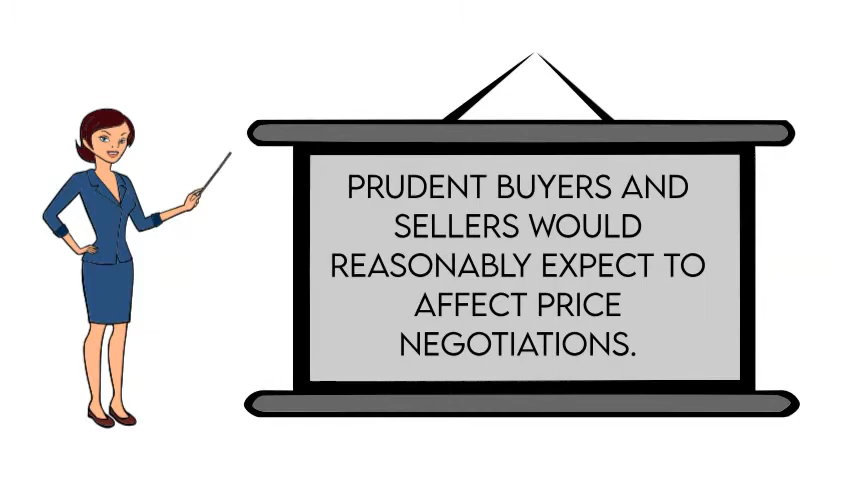 PRUDENT BUYERS AND
SELLERS WOULD
REASONABLY EXPECT TO
AFFECT PRICE
NEGOTIATIONS.